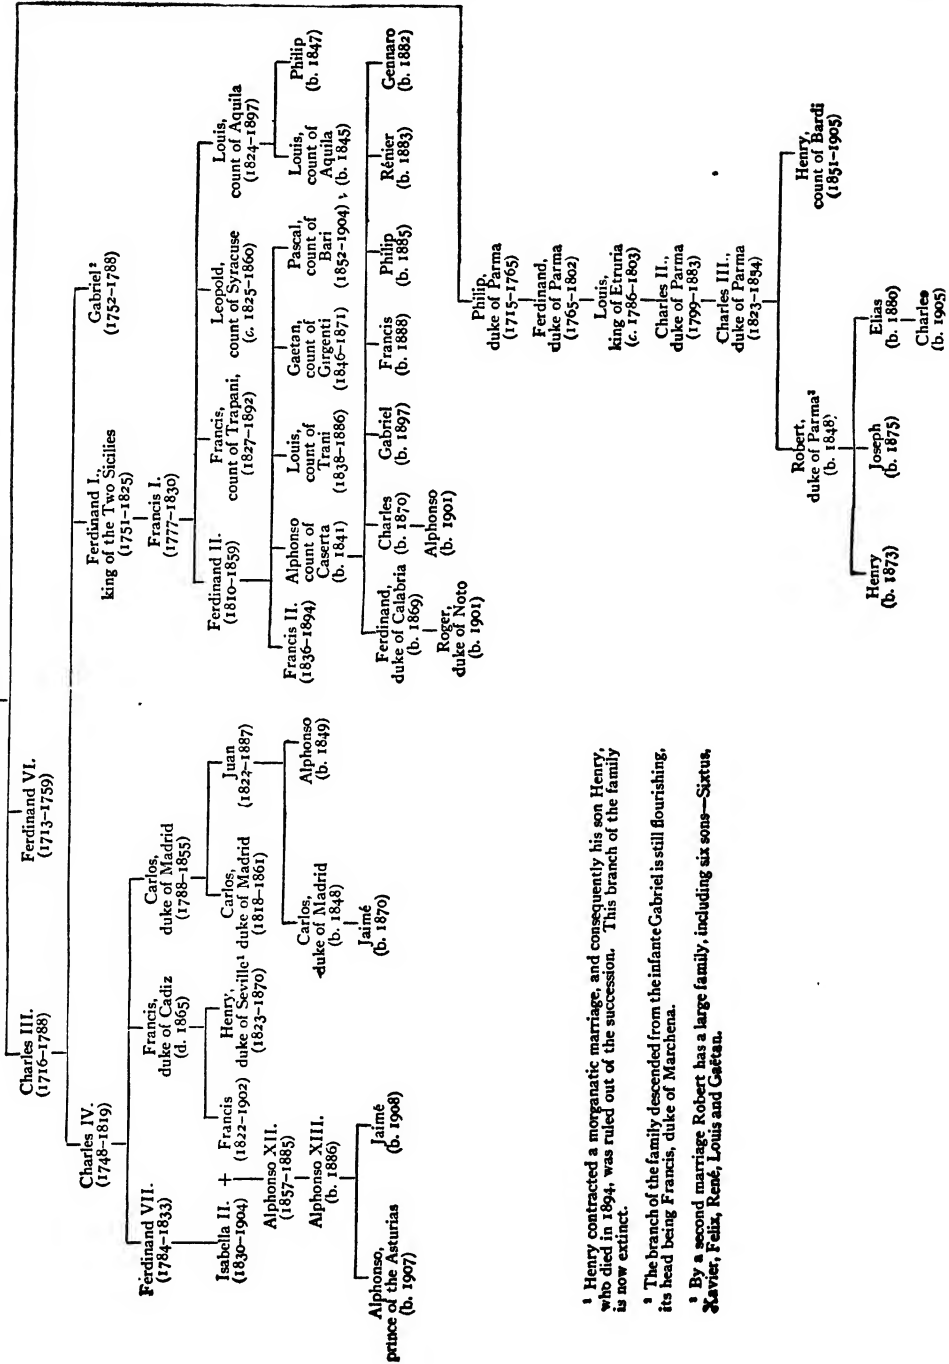 Charles III.
(1716–1788)
Ferdinand VI.
(1713–1759)
Charles IV.
(1748–1819)
Ferdinand I.,
king of the Two Sicilies
(1751–1825)
Gabriel²
(1752–1788)
Ferdinand VII.
(1784–1833)
Francis,
duke of Cadiz
(d. 1865)
Carlos,
duke of Madrid
(1788–1855)
Francis I.
(1777–1830)
Isabella II. +
(1830–1904)
Francis
(1822–1902)
Henry,
duke of Seville¹
(1823–1870)
Carlos,
duke of Madrid
(1818–1861)
Juan
(1822–1887)
Ferdinand II.
(1810–1859)
Francis,
count of Trapani,
(1827–1892)
Leopold,
count of Syracuse
(c. 1825–1860)
Louis,
count of Aquila
(1824–1897)
Alphonso XII.
(1857–1885)
Alphonso XIII.
(b. 1886)
Carlos,
duke of Madrid
(b. 1848)
Alphonso
(b. 1849)
Francis II.
(1836–1894)
Alphonso
count of
Caserta
(b. 1841)
Louis,
count of
Trani
(1838–1886)
Gaetan,
count of
Girgenti
(1846–1871)
Pascal,
count of
Bari
(1852–1904)
Louis,
count of
Aquila
(b. 1845)
Philip
(b. 1847)
Alphonso,
prince of the Asturias
(b. 1907)
Jaimé
(b. 1908)
Jaimé
(b. 1870)
Ferdinand,
duke of Calabria
(b. 1869)
Charles
(b. 1870)
Gabriel
(b. 1897)
Francis
(b. 1888)
Philip
(b. 1885)
Rénier
(b. 1883)
Gennaro
(b. 1882)
Roger,
duke of Noto
(b. 1901)
Alphonso
(b. 1901)
Philip,
duke of Parma
(1715–1765)
Ferdinand,
duke of Parma
(1765–1802)
Louis,
king of Etruria
(c. 1786–1803)
Charles II.,
duke of Parma
(1799–1883)
Charles III.,
duke of Parma
(1823–1854)
Robert,
duke of Parma³
(b. 1848)
Henry,
count of Bardi
(1851–1905)
Henry
(b. 1873)
Joseph
(b. 1875)
Elias
(b. 1880)
Charles
(b. 1905)
¹ Henry contracted a morganatic marriage, and consequently his son Henry,
who died in 1894, was ruled out of the succession. This branch of the family
is now extinct.
² The branch of the family descended from the infante Gabriel is still flourishing,
its head being Francis, duke of Marchena.
³ By a second marriage Robert has a large family, including six sons—Sixtus,
Xavier, Felix, René, Louis and Gaëtan.